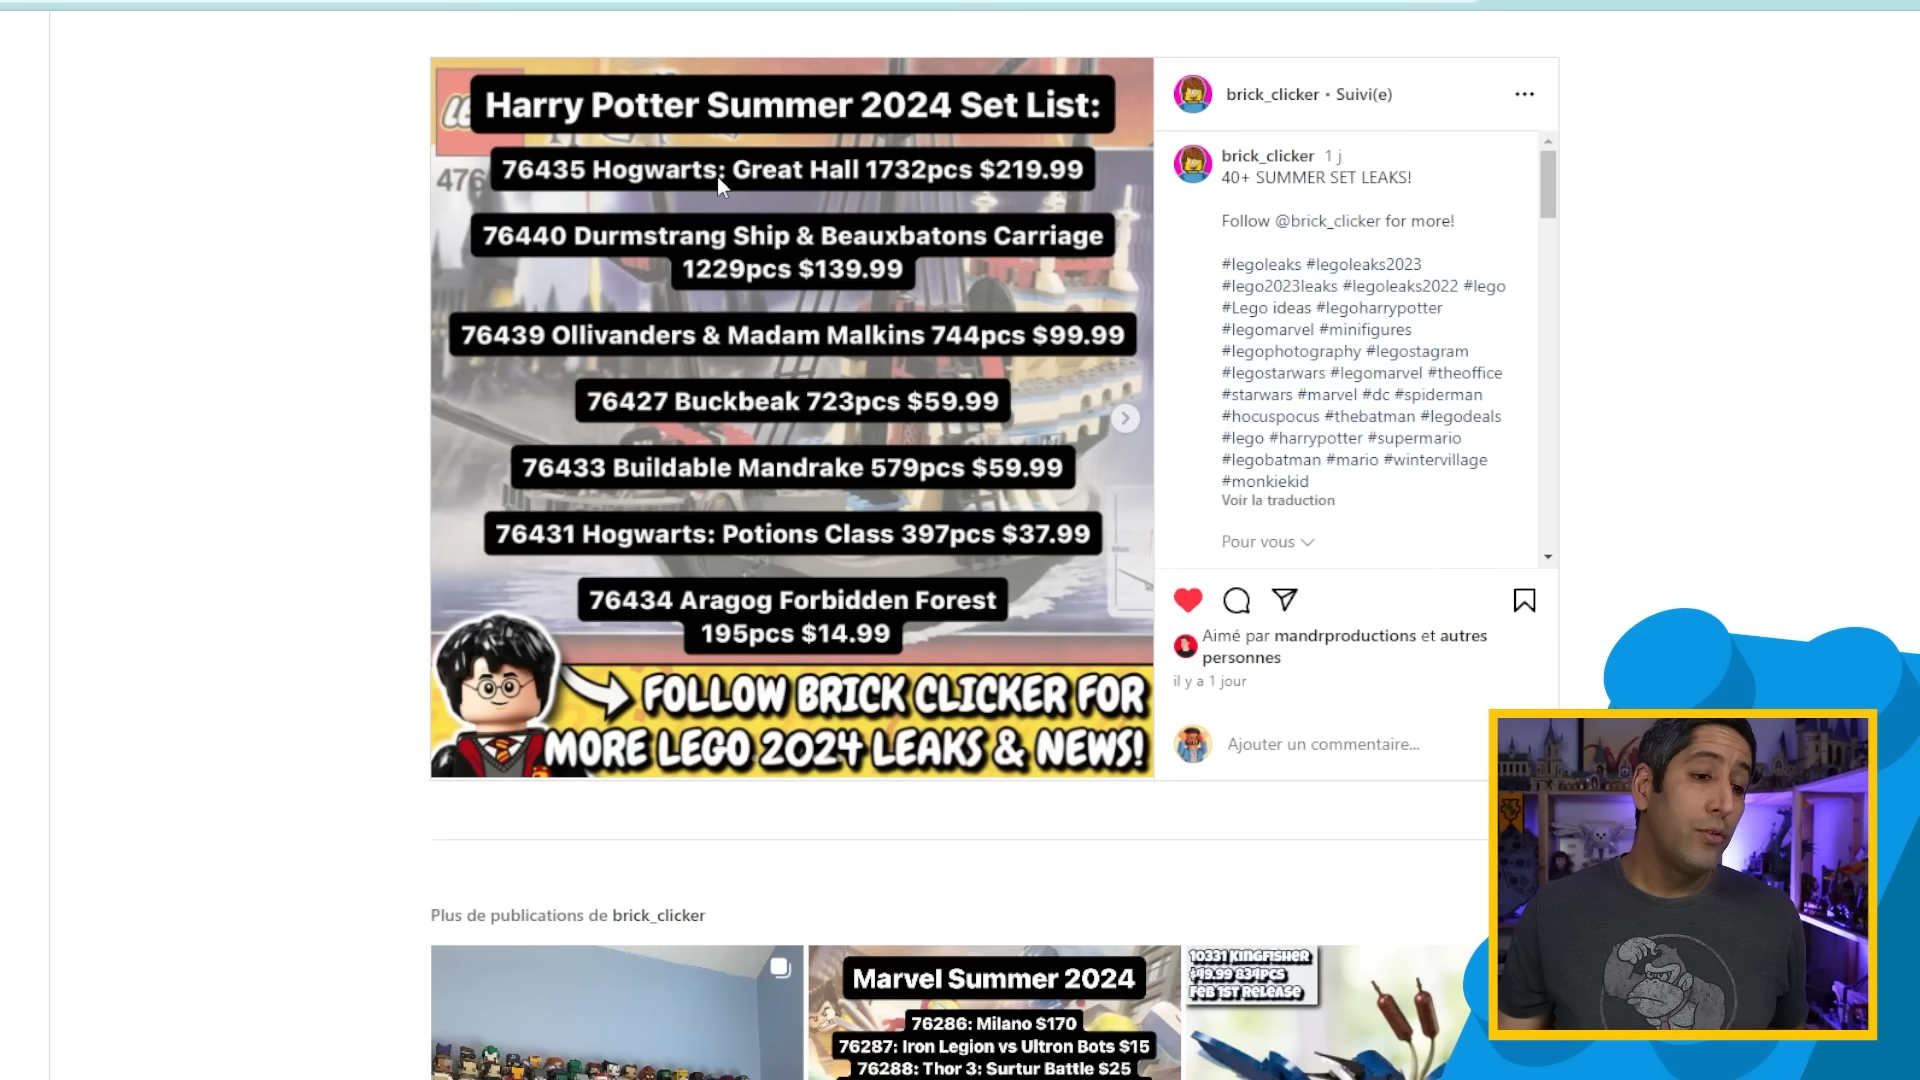 Harry Potter Summer 2024 Set List:
76435 Hogwarts: Great Hall 1732pcs $219.99
476
76440 Durmstrang Ship & Beauxbatons Carriage
1229pcs $139.99
76439 Ollivanders & Madam Malkins 744pcs $99.99
76427 Buckbeak 723pcs $59.99
76433 Buildable Mandrake 579pcs $59.99
76431 Hogwarts: Potions Class 397pcs $37.99
76434 Aragog Forbidden Forest
195pcs $14.99
FOLLOW BRICK CLICKER FOR
MORE LEGO 2024 LEAKS & NEWS!
brick_clicker • Suivi(e)
brick_clicker 1 j
40+ SUMMER SET LEAKS!
Follow @brick_clicker for more!
#legoleaks #legoleaks2023
#lego2023leaks #legoleaks2022 #lego
#Lego ideas #legoharrypotter
#legomarvel #minifigures
#legophotography #legostagram
#legostarwars #legomarvel #theoffice
#starwars #marvel #dc #spiderman
#hocuspocus #thebatman #legodeals
#lego #harrypotter #supermario
#legobatman #mario #wintervillage
#monkiekid
Voir la traduction
Pour vous
Aimé par mandrproductions et autres
personnes
il y a 1 jour
Ajouter un commentaire...
Plus de publications de brick_clicker
Marvel Summer 2024
76286: Milano $170
76287: Iron Legion vs Ultron Bots $15
76288: Thor 3: Surtur Battle $25
10331 KINGFISHER
$49.99 834PCS
FEB 1ST RELEASE